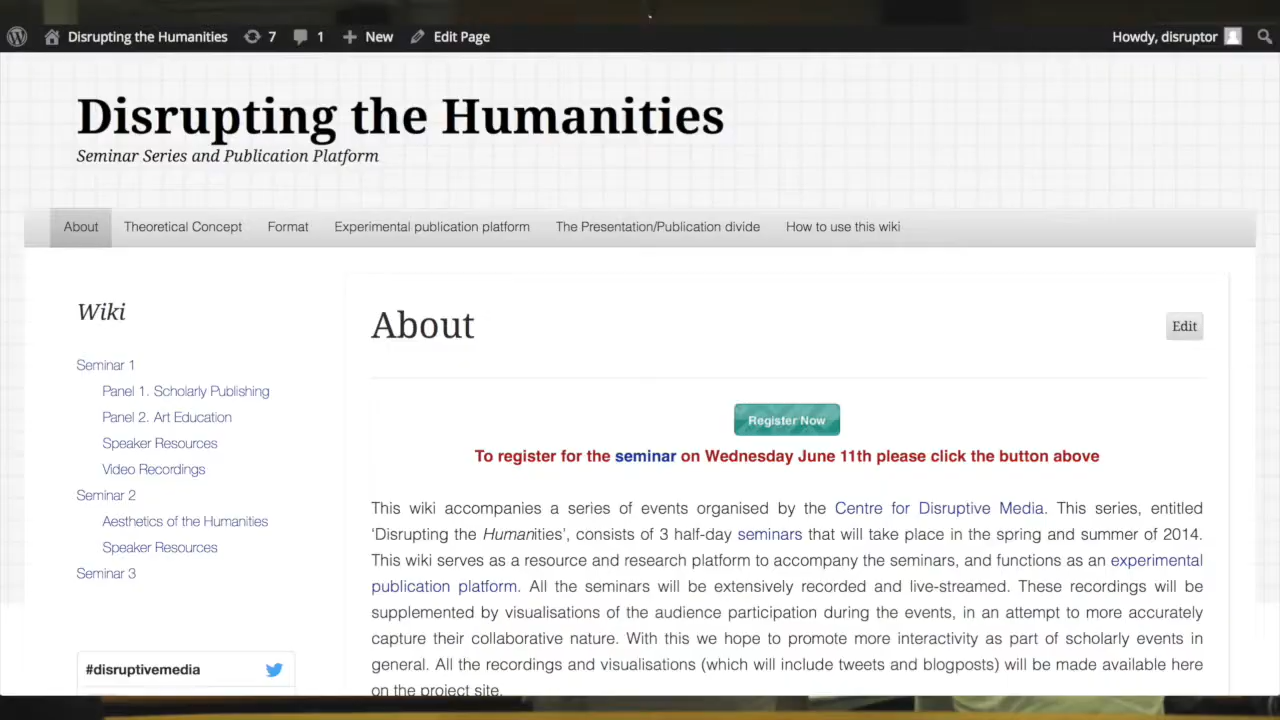 Disrupting the Humanities 7 1 New Edit Page Howdy, disruptor
Disrupting the Humanities
Seminar Series and Publication Platform
About Theoretical Concept Format Experimental publication platform The Presentation/Publication divide How to use this wiki
Wiki
Seminar 1
Panel 1. Scholarly Publishing
Panel 2. Art Education
Speaker Resources
Video Recordings
Seminar 2
Aesthetics of the Humanities
Speaker Resources
Seminar 3
#disruptivemedia
About
Edit
Register Now
To register for the seminar on Wednesday June 11th please click the button above
This wiki accompanies a series of events organised by the Centre for Disruptive Media. This series, entitled
‘Disrupting the Humanities’, consists of 3 half-day seminars that will take place in the spring and summer of 2014.
This wiki serves as a resource and research platform to accompany the seminars, and functions as an experimental
publication platform. All the seminars will be extensively recorded and live-streamed. These recordings will be
supplemented by visualisations of the audience participation during the events, in an attempt to more accurately
capture their collaborative nature. With this we hope to promote more interactivity as part of scholarly events in
general. All the recordings and visualisations (which will include tweets and blogposts) will be made available here
on the project site.